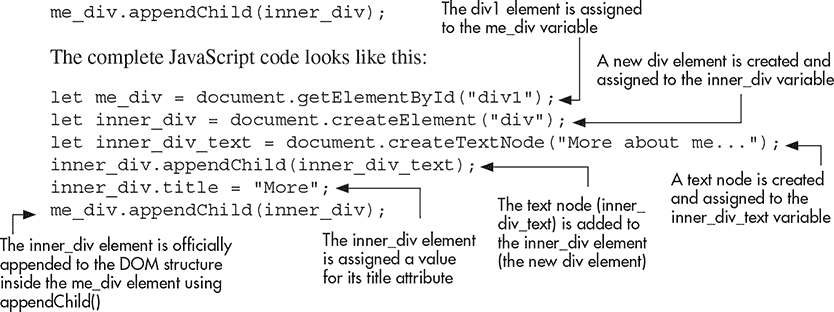 me_div.appendChild(inner_div);
The div1 element is assigned
to the me_div variable
The complete JavaScript code looks like this:
A new div element is created and
assigned to the inner_div variable
let me_div = document.getElementById("div1");
let inner_div = document.createElement("div");
let inner_div_text = document.createTextNode("More about me...");
inner_div.appendChild(inner_div_text);
inner_div.title = "More";
me_div.appendChild(inner_div);
A text node is created
and assigned to the
inner_div_text variable
The text node (inner_
div_text) is added to
the inner_div element
(the new div element)
The inner_div element
is assigned a value
for its title attribute
The inner_div element is officially
appended to the DOM structure
inside the me_div element using
appendChild()